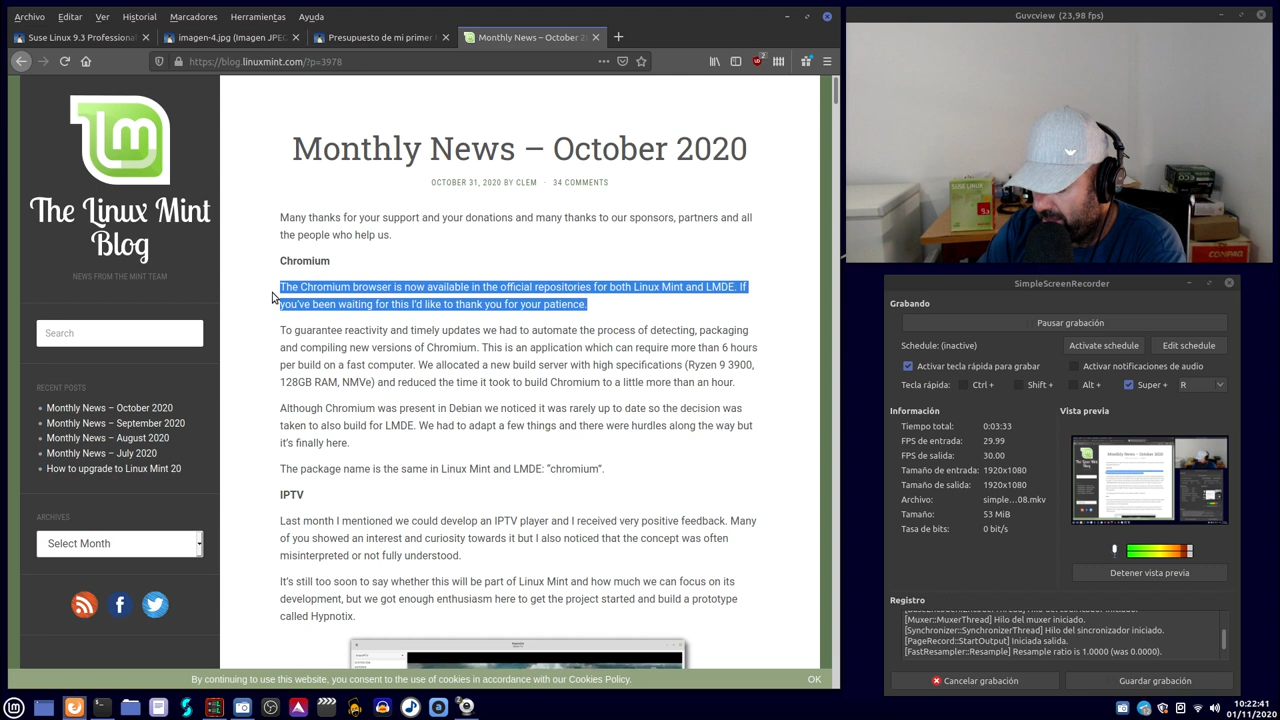 Archivo Editar Ver Historial Marcadores Herramientas Ayuda
Suse Linux 9.3 Professional
imagen-4.jpg (Imagen JPEG
Presupuesto de mi primer
Monthly News – October 2
https://blog.linuxmint.com/?p=3978
2
lm
The Linux Mint
Blog
NEWS FROM THE MINT TEAM
Search
RECENT POSTS
Monthly News – October 2020
Monthly News – September 2020
Monthly News – August 2020
Monthly News – July 2020
How to upgrade to Linux Mint 20
ARCHIVES
Select Month
Monthly News – October 2020
OCTOBER 31, 2020 BY CLEM · 34 COMMENTS
Many thanks for your support and your donations and many thanks to our sponsors, partners and all
the people who help us.
Chromium
The Chromium browser is now available in the official repositories for both Linux Mint and LMDE. If
you've been waiting for this I'd like to thank you for your patience.
To guarantee reactivity and timely updates we had to automate the process of detecting, packaging
and compiling new versions of Chromium. This is an application which can require more than 6 hours
per build on a fast computer. We allocated a new build server with high specifications (Ryzen 9 3900,
128GB RAM, NMVe) and reduced the time it took to build Chromium to a little more than an hour.
Although Chromium was present in Debian we noticed it was rarely up to date so the decision was
taken to also build for LMDE. We had to adapt a few things and there were hurdles along the way but
it's finally here.
The package name is the same in Linux Mint and LMDE: "chromium".
IPTV
Last month I mentioned we could develop an IPTV player and I received very positive feedback. Many
of you showed an interest and curiosity towards it but I also noticed that the concept was often
misinterpreted or not fully understood.
It's still too soon to say whether this will be part of Linux Mint and how much we can focus on its
development, but we got enough enthusiasm here to get the project started and build a prototype
called Hypnotix.
By continuing to use this website, you consent to the use of cookies in accordance with our Cookies Policy.
OK
Guvcview (23,98 fps)
SUSE LINUX
9.3
COMPAQ
SimpleScreenRecorder
Grabando
Pausar grabación
Schedule: (inactive)
Activate schedule
Edit schedule
Activar tecla rápida para grabar
Activar notificaciones de audio
Tecla rápida: Ctrl + Shift + Alt + Super + R
Información
Vista previa
Tiempo total: 0:03:33
FPS de entrada: 29.99
FPS de salida: 30.00
Tamaño de entrada: 1920x1080
Tamaño de salida: 1920x1080
Archivo: simple...08.mkv
Tamaño: 53 MiB
Tasa de bits: 0 bit/s
Detener vista previa
Registro
[Muxer::MuxerThread] Hilo del muxer iniciado.
[Synchronizer::SynchronizerThread] Hilo del sincronizador iniciado.
[PageRecord::StartOutput] Iniciada salida.
[FastResampler::Resample] Resample ratio is 1.0000 (was 0.0000).
Cancelar grabación
Guardar grabación
10:22:41
01/11/2020